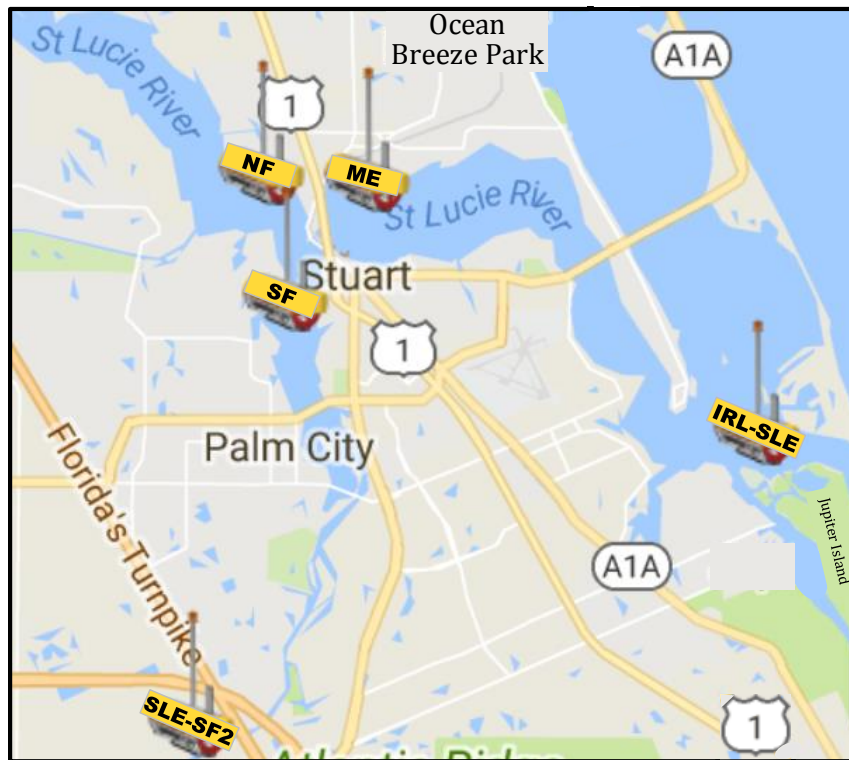 Ocean
Breeze Park
St Lucie River
A1A
1
NF
ME
St Lucie River
Stuart
SF
1
IRL-SLE
Palm City
Florida's Turnpike
Jupiter Island
A1A
SLE-SF2
1
Atlantic Ridge